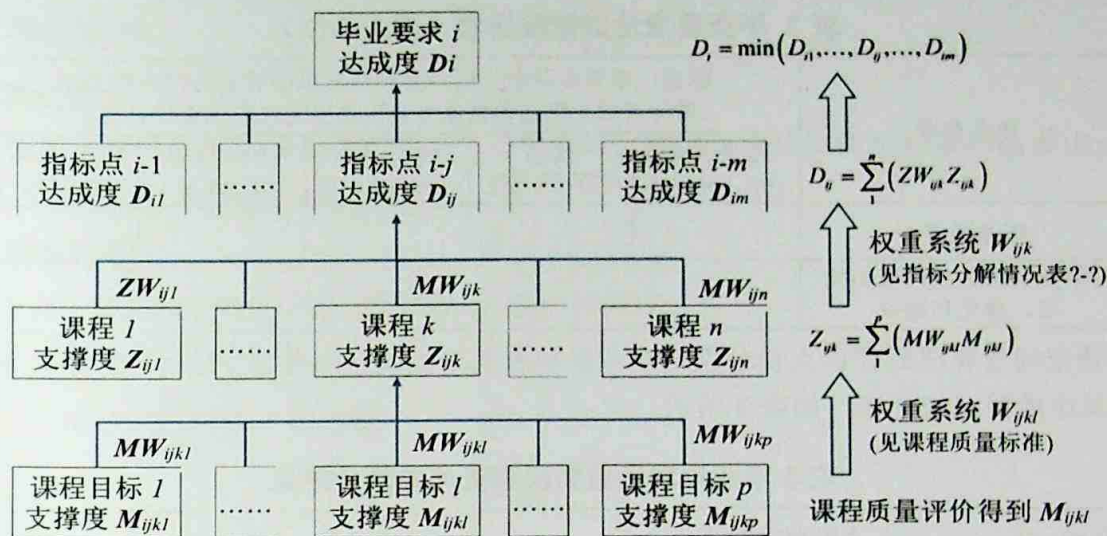 毕业要求 i
达成度 Di
指标点 i-1
达成度 Di1
……
指标点 i-j
达成度 Dij
……
指标点 i-m
达成度 Dim
ZWij1
MWijk
MWijn
课程 1
支撑度 Zij1
……
课程 k
支撑度 Zijk
……
课程 n
支撑度 Zijn
MWijk1
MWijkl
MWijkp
课程目标 1
支撑度 Mijk1
……
课程目标 l
支撑度 Mijkl
……
课程目标 p
支撑度 Mijkp
Di = min(Di1,…,Dij,…,Dim)
Dij = ∑1n(ZWijkZijk)
权重系统 Wijk
(见指标分解情况表?-?)
Zijk = ∑1p(MWijklMijkl)
权重系统 Wijkl
(见课程质量标准)
课程质量评价得到 Mijkl